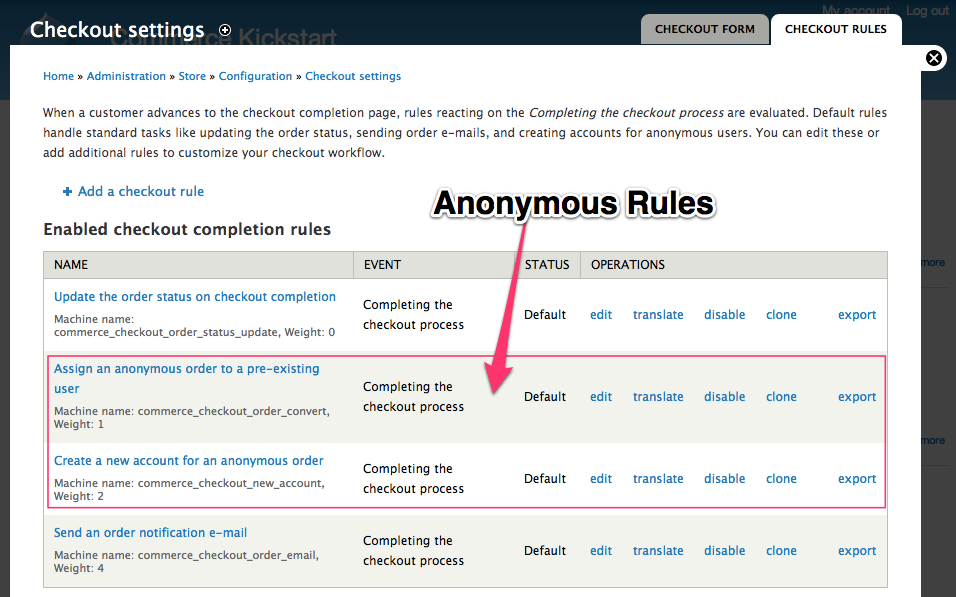 My account Log out
Checkout settings
Commerce Kickstart
CHECKOUT FORM CHECKOUT RULES
Home » Administration » Store » Configuration » Checkout settings
When a customer advances to the checkout completion page, rules reacting on the Completing the checkout process are evaluated. Default rules
handle standard tasks like updating the order status, sending order e-mails, and creating accounts for anonymous users. You can edit these or
add additional rules to customize your checkout workflow.
+ Add a checkout rule
Anonymous Rules
Enabled checkout completion rules
NAME EVENT STATUS OPERATIONS
Update the order status on checkout completion
Machine name:
commerce_checkout_order_status_update, Weight: 0
Completing the
checkout process
Default edit translate disable clone export
Assign an anonymous order to a pre-existing
user
Machine name: commerce_checkout_order_convert,
Weight: 1
Completing the
checkout process
Default edit translate disable clone export
Create a new account for an anonymous order
Machine name: commerce_checkout_new_account,
Weight: 2
Completing the
checkout process
Default edit translate disable clone export
Send an order notification e-mail
Machine name: commerce_checkout_order_email,
Weight: 4
Completing the
checkout process
Default edit translate disable clone export
more
more